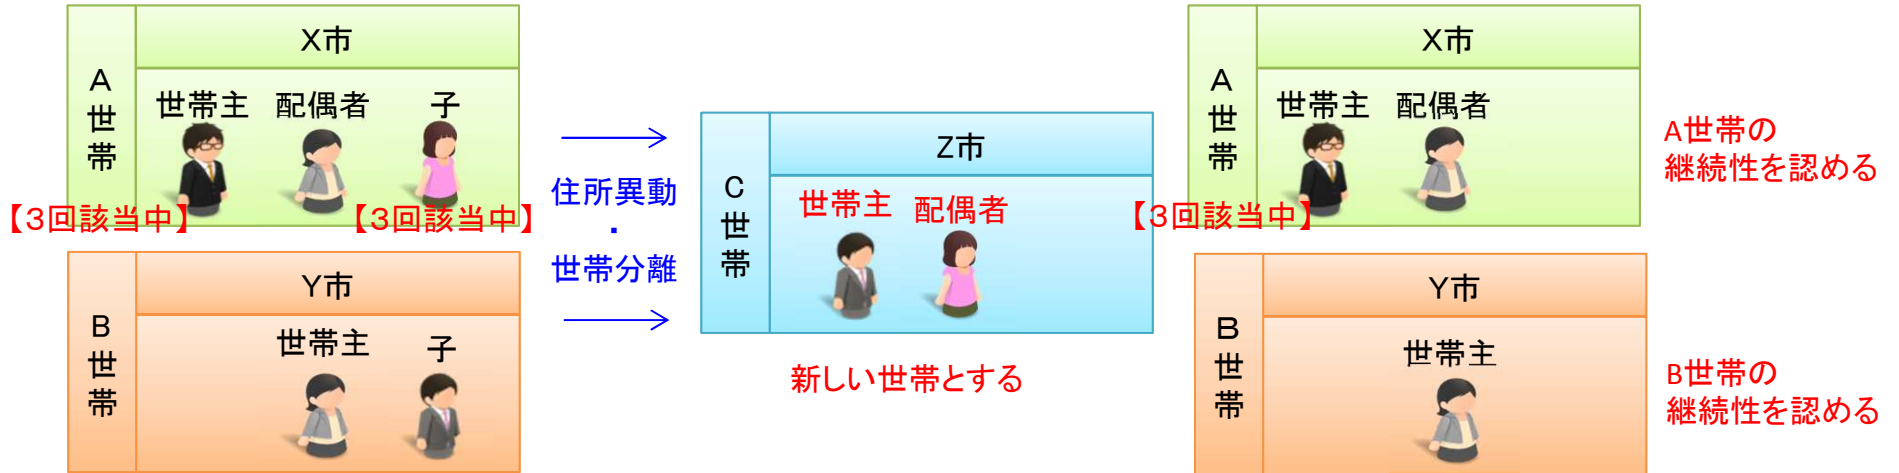 X市
A世帯
世帯主 配偶者 子
【３回該当中】 【３回該当中】
Y市
B世帯
世帯主 子
住所異動
・
世帯分離
Z市
C世帯
世帯主 配偶者
新しい世帯とする
X市
A世帯
世帯主 配偶者
【３回該当中】
A世帯の
継続性を認める
Y市
B世帯
世帯主
B世帯の
継続性を認める